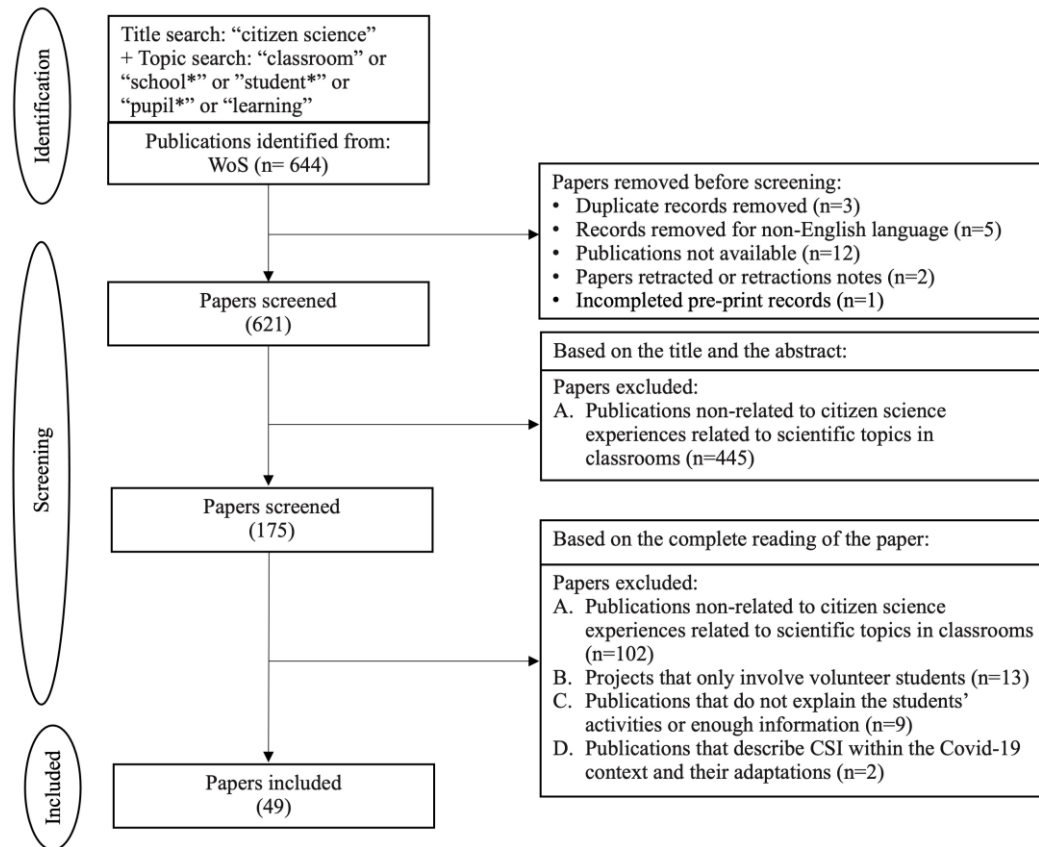 Identification
Title search: “citizen science”
+ Topic search: “classroom” or
“school*” or ”student*” or
“pupil*” or “learning”
Publications identified from:
WoS (n= 644)
Papers removed before screening:
• Duplicate records removed (n=3)
• Records removed for non-English language (n=5)
• Publications not available (n=12)
• Papers retracted or retractions notes (n=2)
• Incompleted pre-print records (n=1)
Screening
Papers screened
(621)
Based on the title and the abstract:
Papers excluded:
A. Publications non-related to citizen science
experiences related to scientific topics in
classrooms (n=445)
Papers screened
(175)
Based on the complete reading of the paper:
Papers excluded:
A. Publications non-related to citizen science
experiences related to scientific topics in classrooms
(n=102)
B. Projects that only involve volunteer students (n=13)
C. Publications that do not explain the students’
activities or enough information (n=9)
D. Publications that describe CSI within the Covid-19
context and their adaptations (n=2)
Included
Papers included
(49)